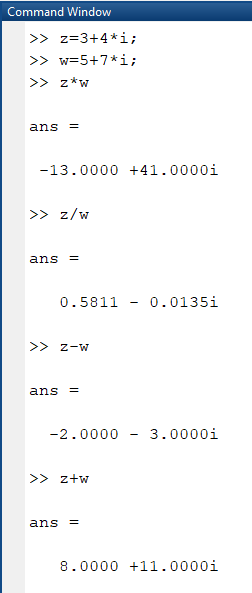 Command Window
>> z=3+4*i;
>> w=5+7*i;
>> z*w
ans =
-13.0000 +41.0000i
>> z/w
ans =
0.5811 - 0.0135i
>> z-w
ans =
-2.0000 - 3.0000i
>> z+w
ans =
8.0000 +11.0000i